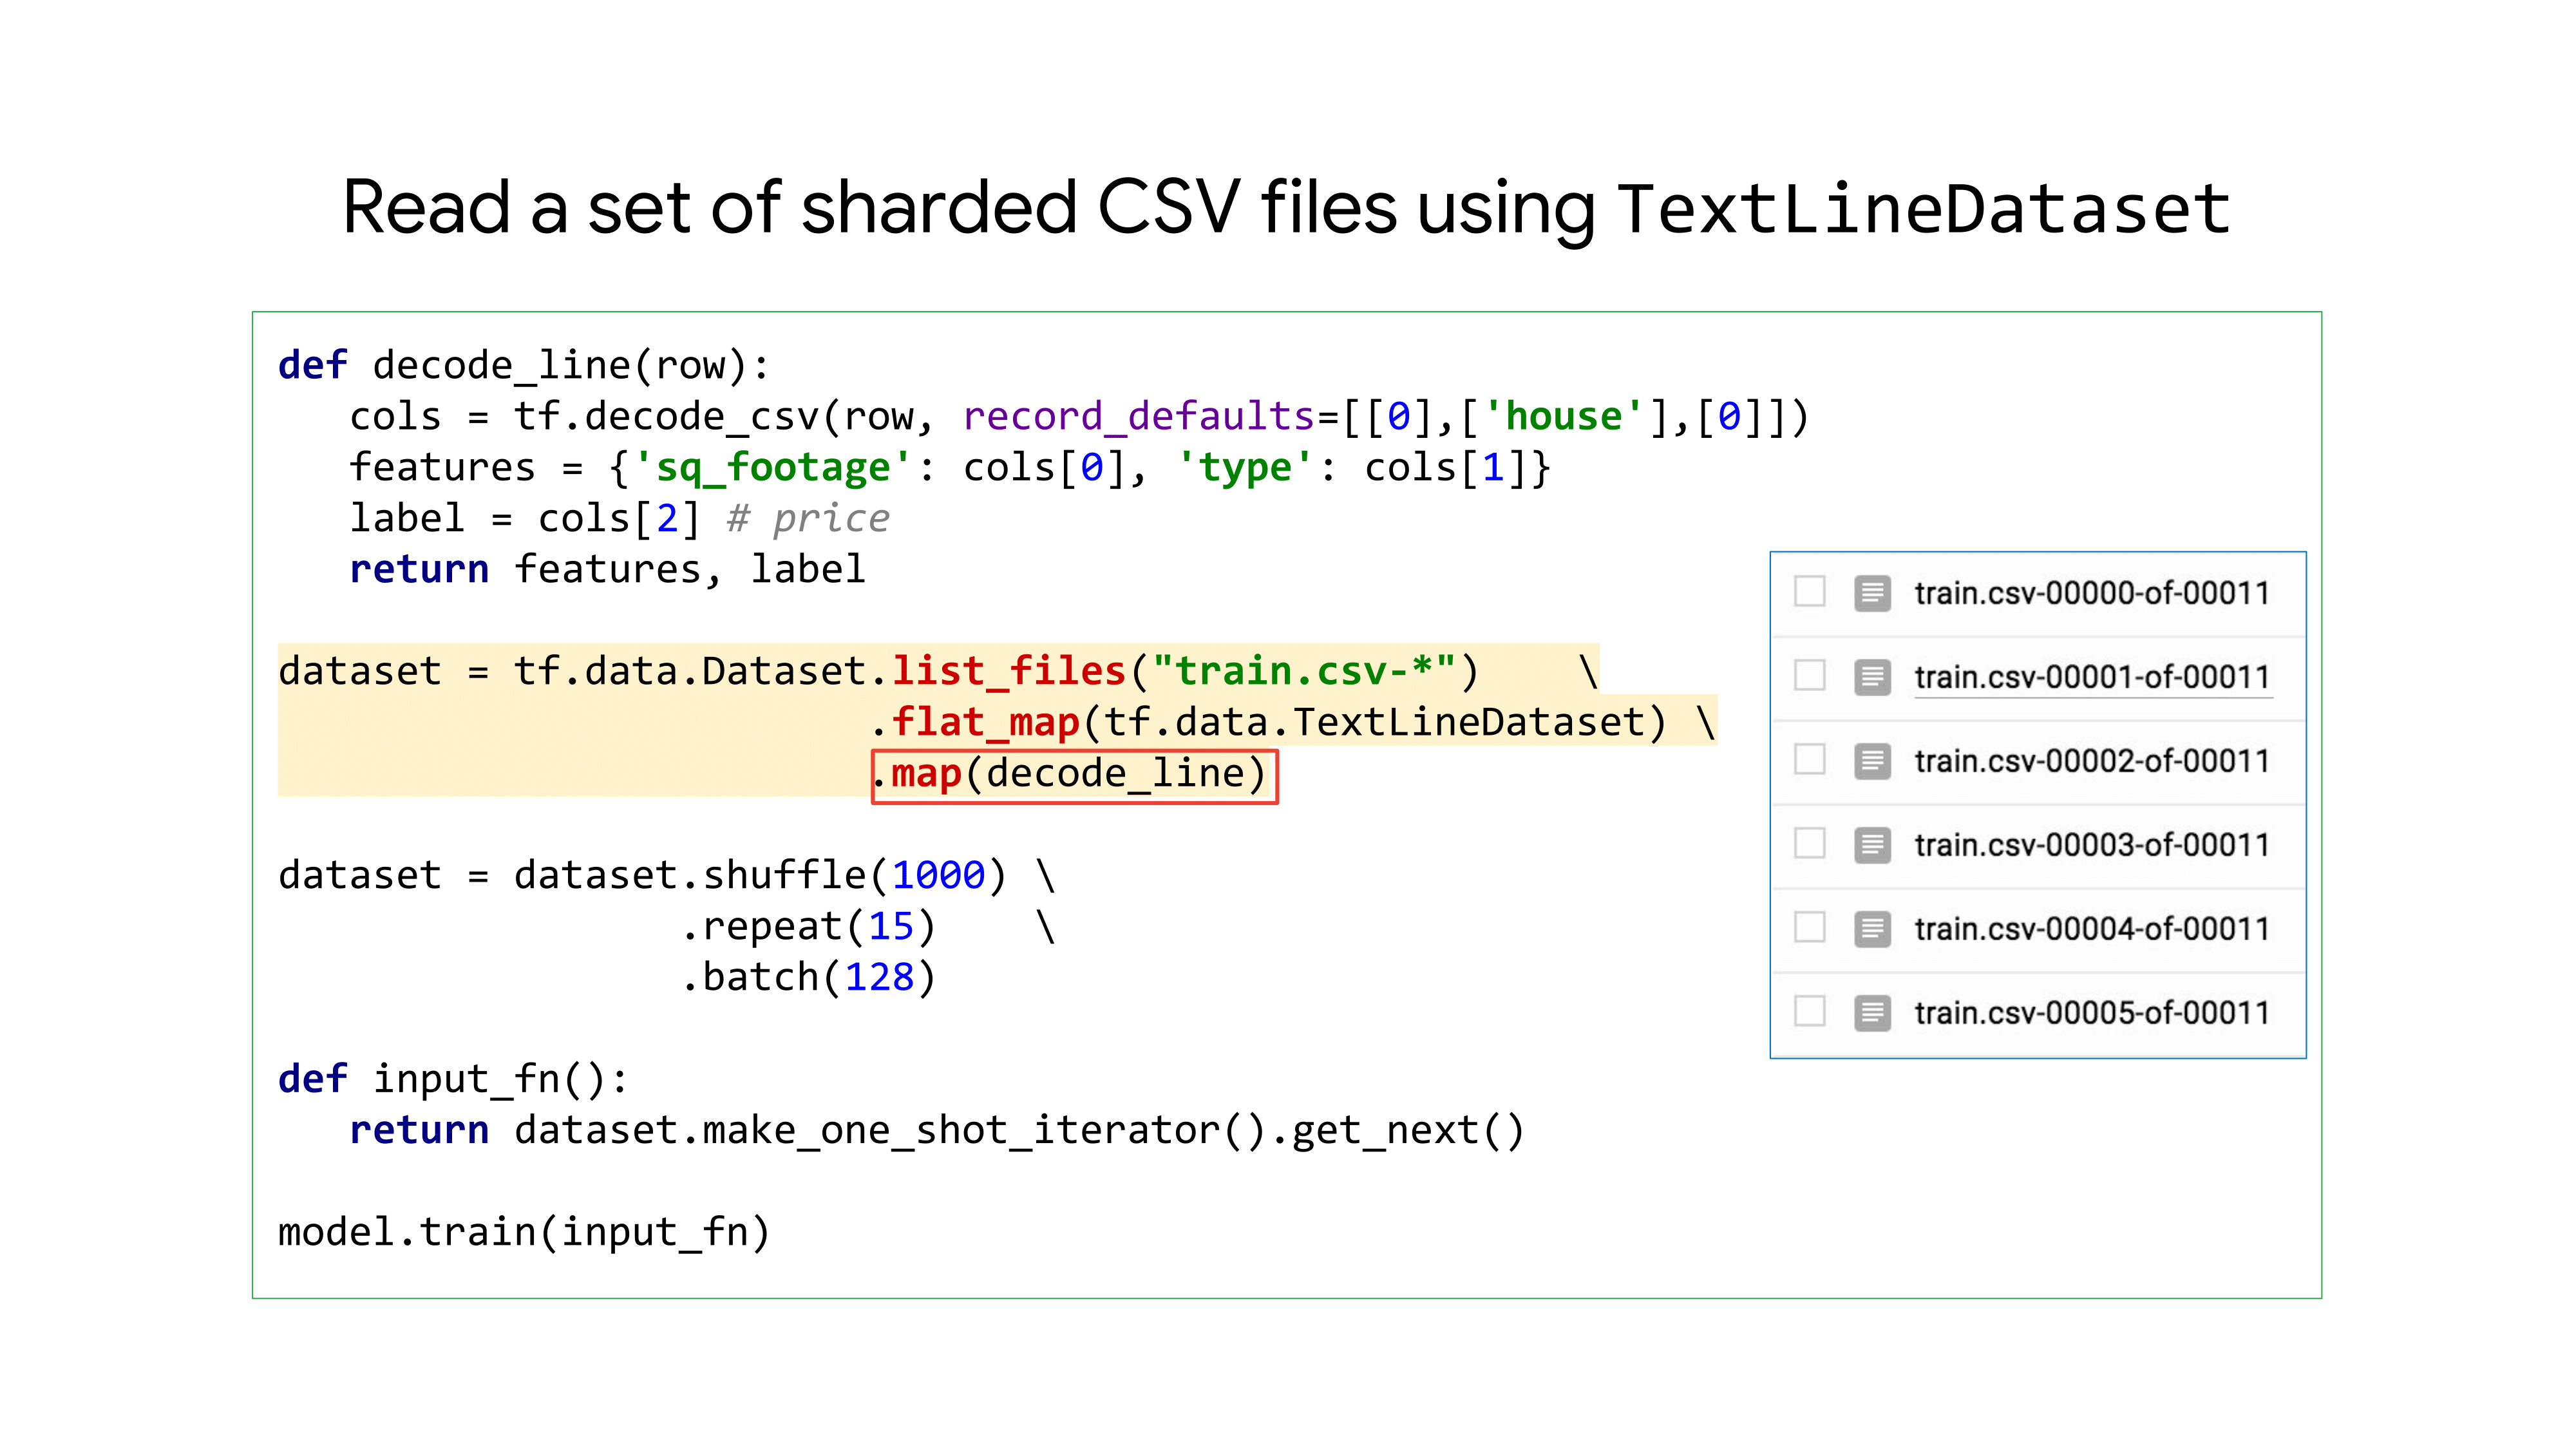 Read a set of sharded CSV files using TextLineDataset
def decode_line(row):
   cols = tf.decode_csv(row, record_defaults=[[0],['house'],[0]])
   features = {'sq_footage': cols[0], 'type': cols[1]}
   label = cols[2] # price
   return features, label
dataset = tf.data.Dataset.list_files("train.csv-*")    \
                         .flat_map(tf.data.TextLineDataset) \
                         .map(decode_line)
dataset = dataset.shuffle(1000) \
                 .repeat(15)    \
                 .batch(128)
def input_fn():
   return dataset.make_one_shot_iterator().get_next()
model.train(input_fn)
train.csv-00000-of-00011
train.csv-00001-of-00011
train.csv-00002-of-00011
train.csv-00003-of-00011
train.csv-00004-of-00011
train.csv-00005-of-00011